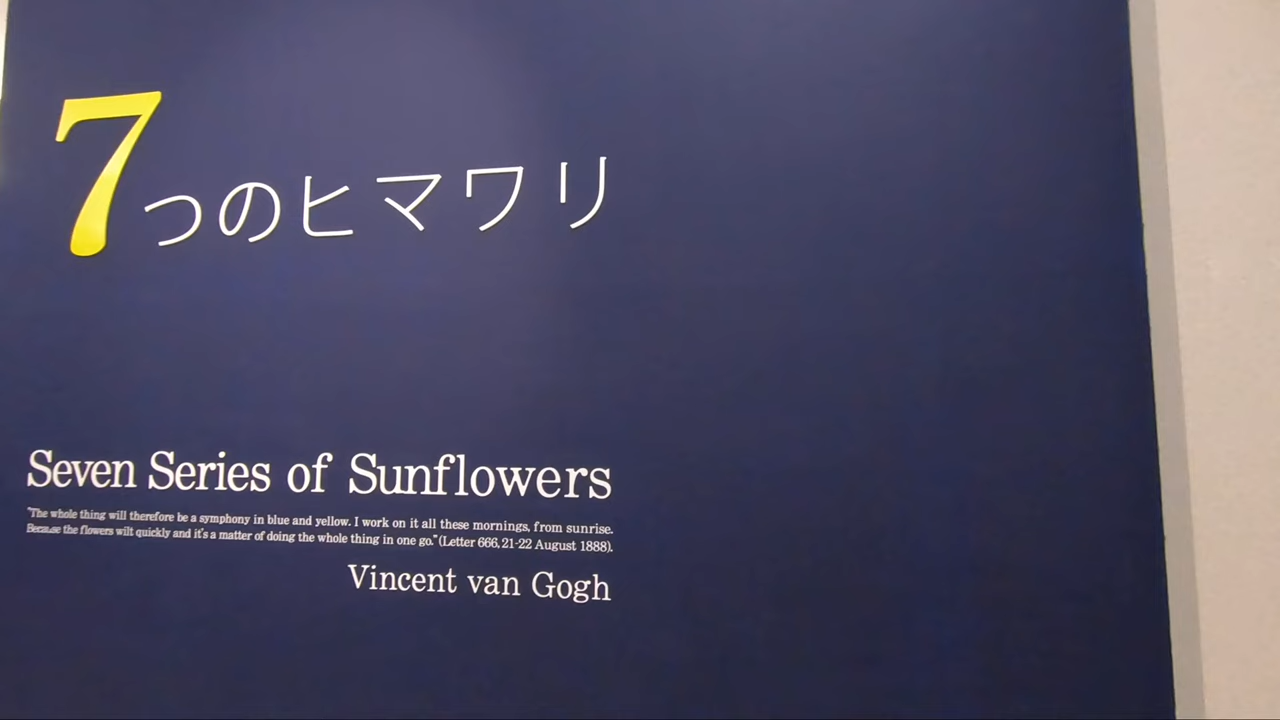 7つのヒマワリ
Seven Series of Sunflowers
"The whole thing will therefore be a symphony in blue and yellow. I work on it all these mornings, from sunrise.
Because the flowers wilt quickly and it's a matter of doing the whole thing in one go." (Letter 666, 21-22 August 1888).
Vincent van Gogh